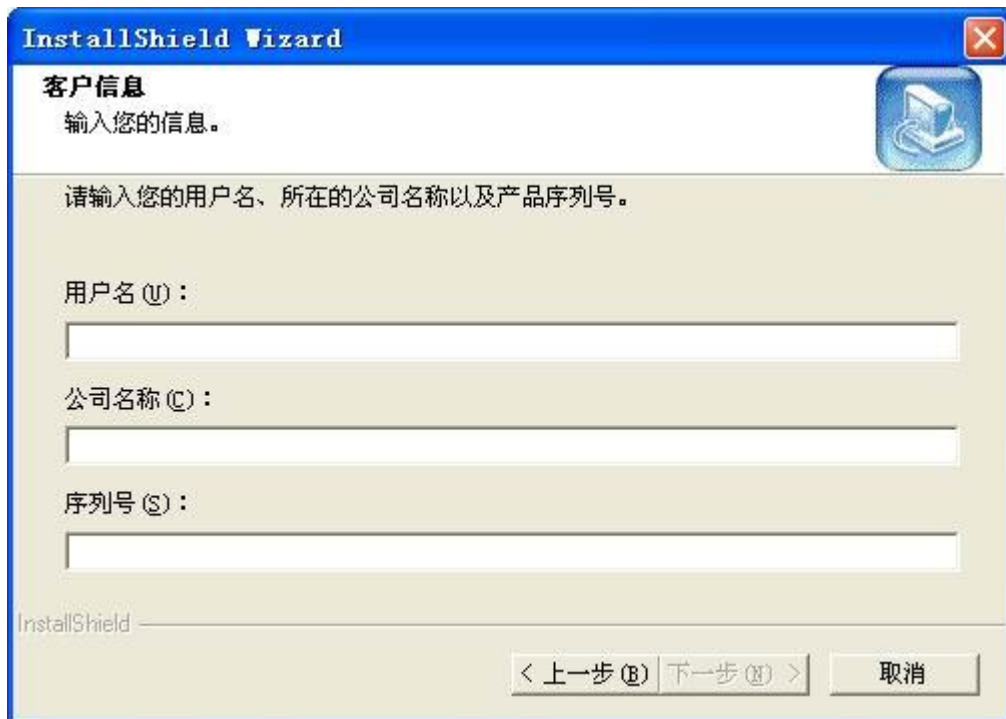 InstallShield Wizard
客户信息
输入您的信息。
请输入您的用户名、所在的公司名称以及产品序列号。
用户名(U)：
公司名称(C)：
序列号(S)：
InstallShield
< 上一步(B) 下一步(N) > 取消